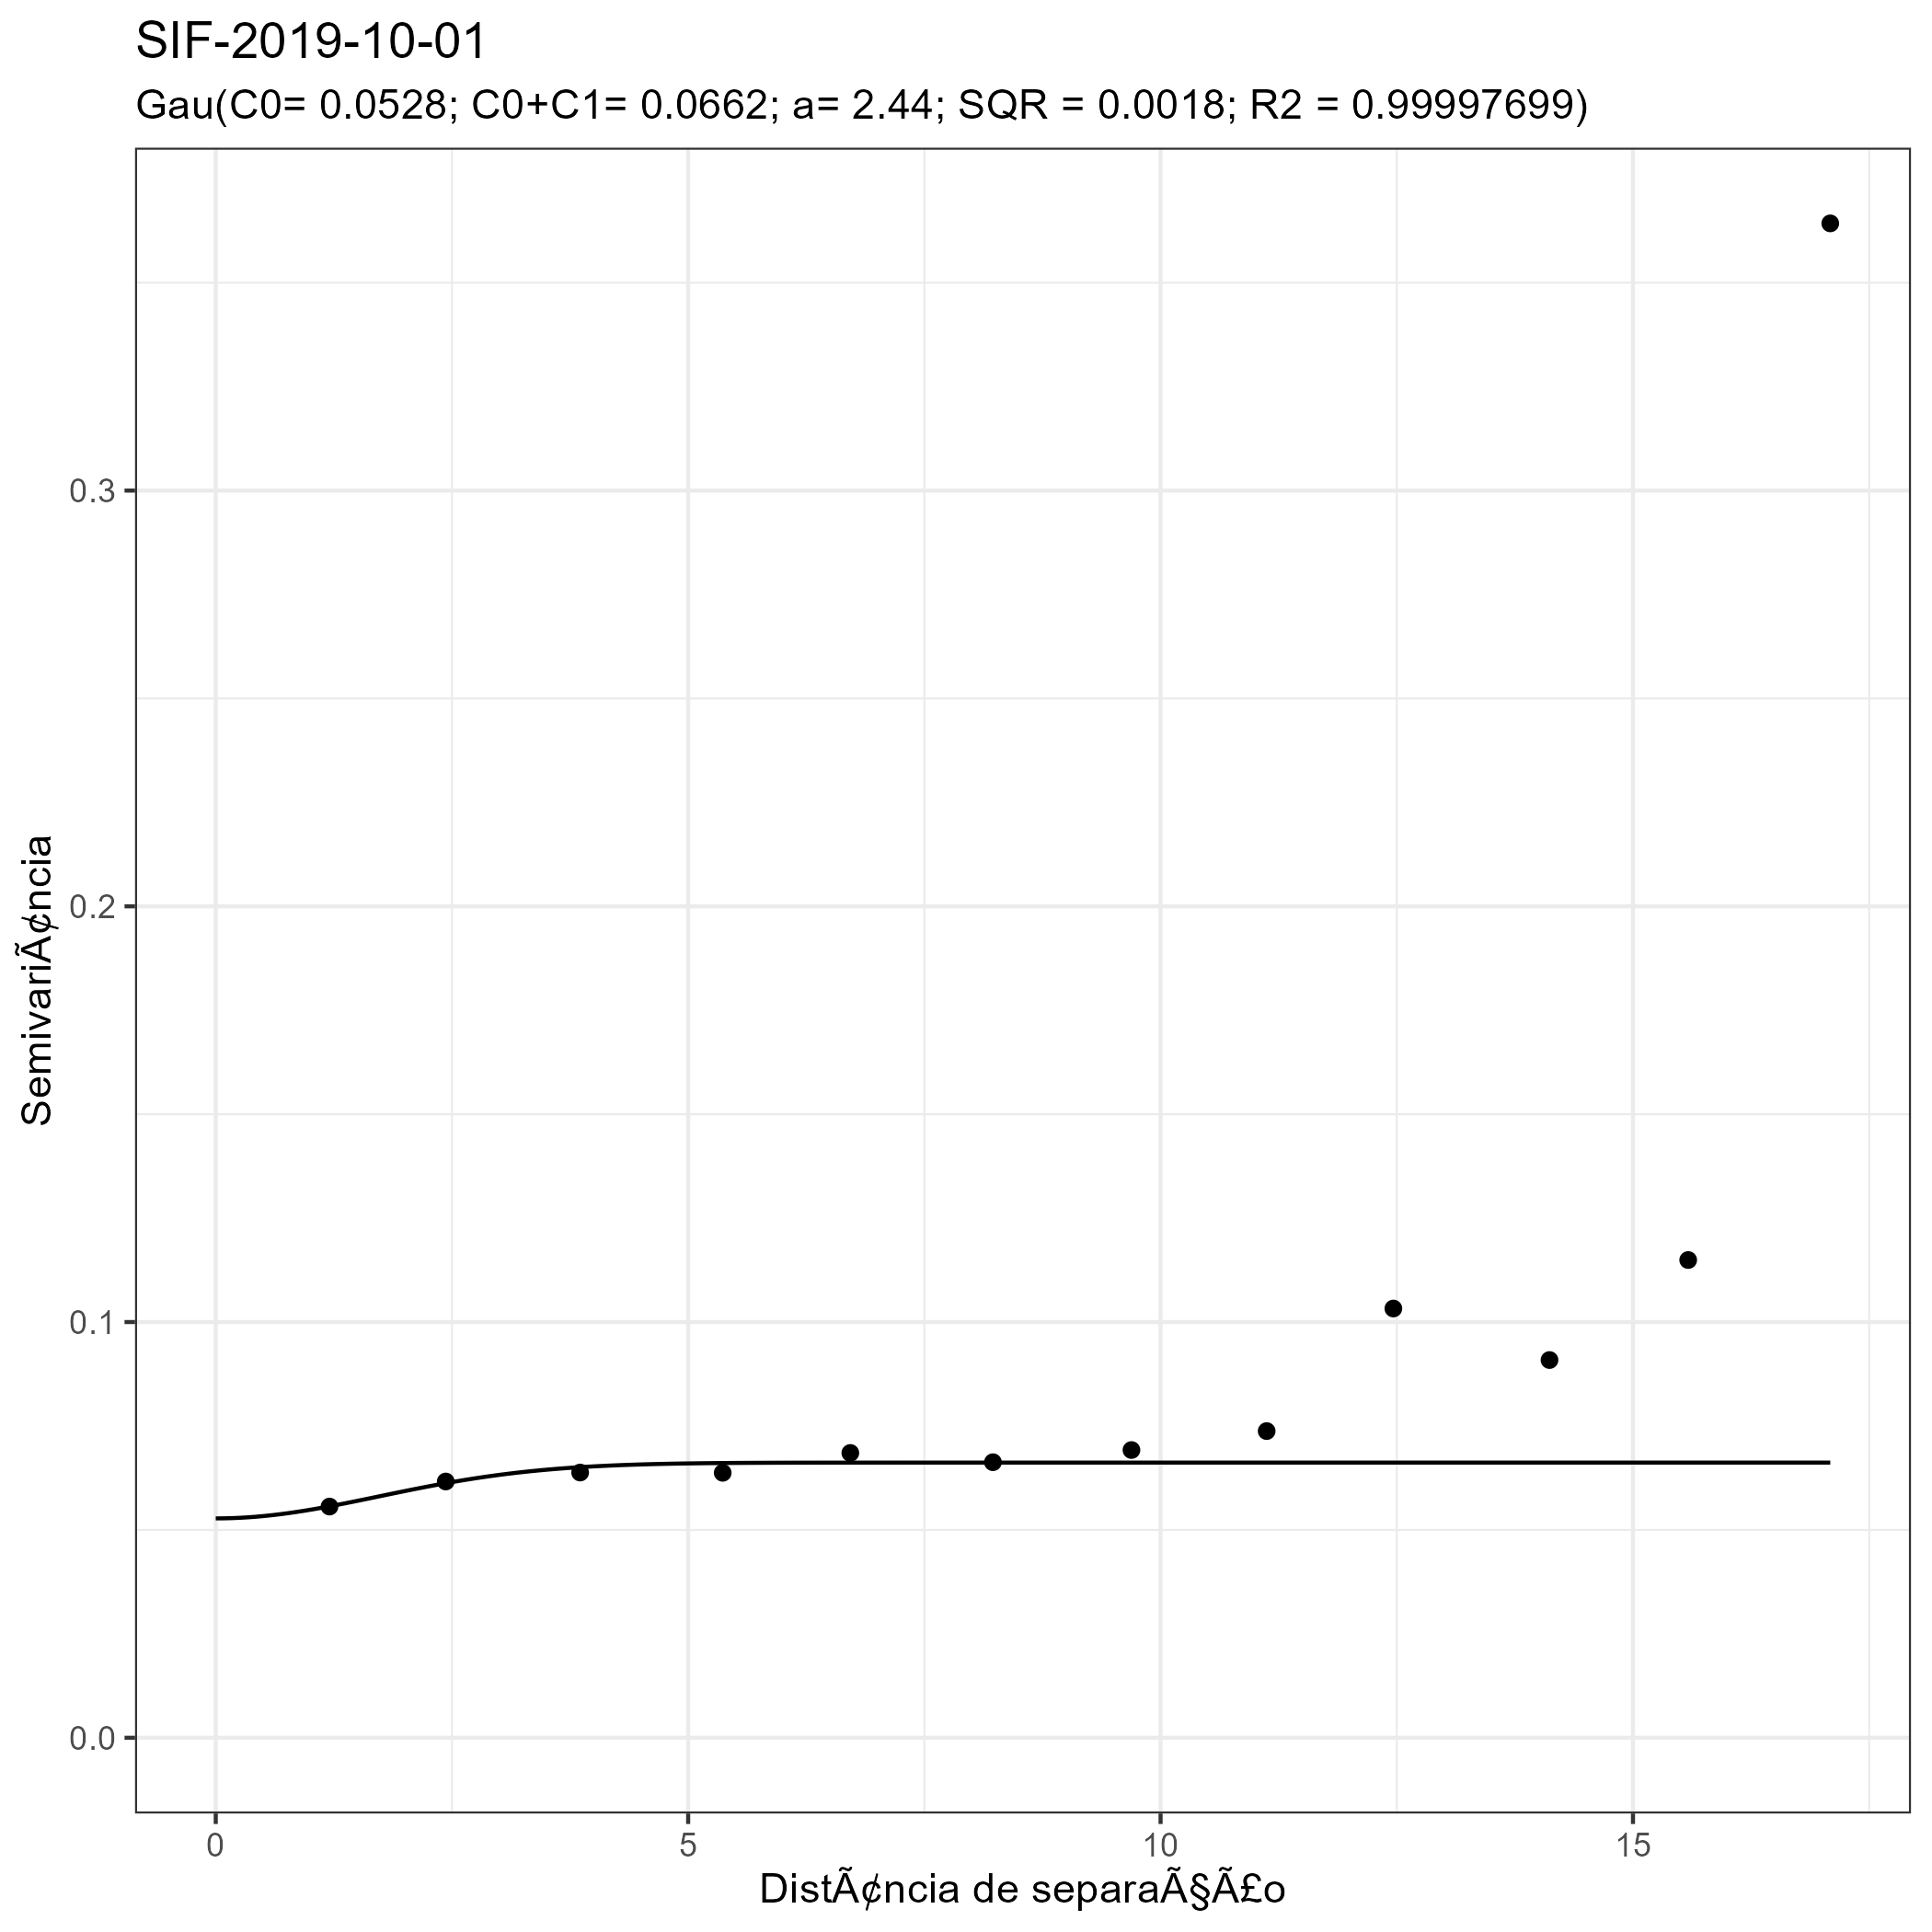 SIF-2019-10-01
Gau(C0= 0.0528; C0+C1= 0.0662; a= 2.44; SQR = 0.0018; R2 = 0.99997699)
0.3
0.2
0.1
0.0
SemivariÃ¢ncia
0 5 10 15
DistÃ¢ncia de separaÃ§Ã£o